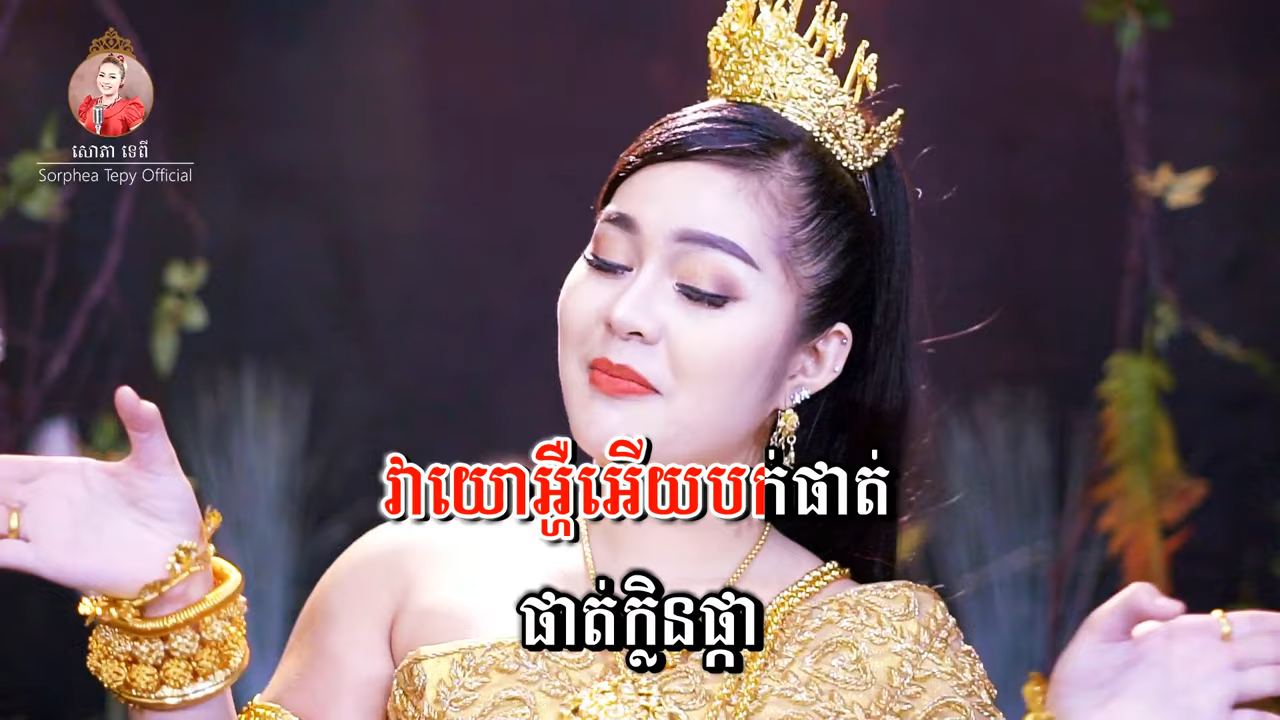 សោភា ទេពី
Sorphea Tepy Official
វាយោអ្ហឺអើយបក់ផាត់
ផាត់ក្លិនផ្កា